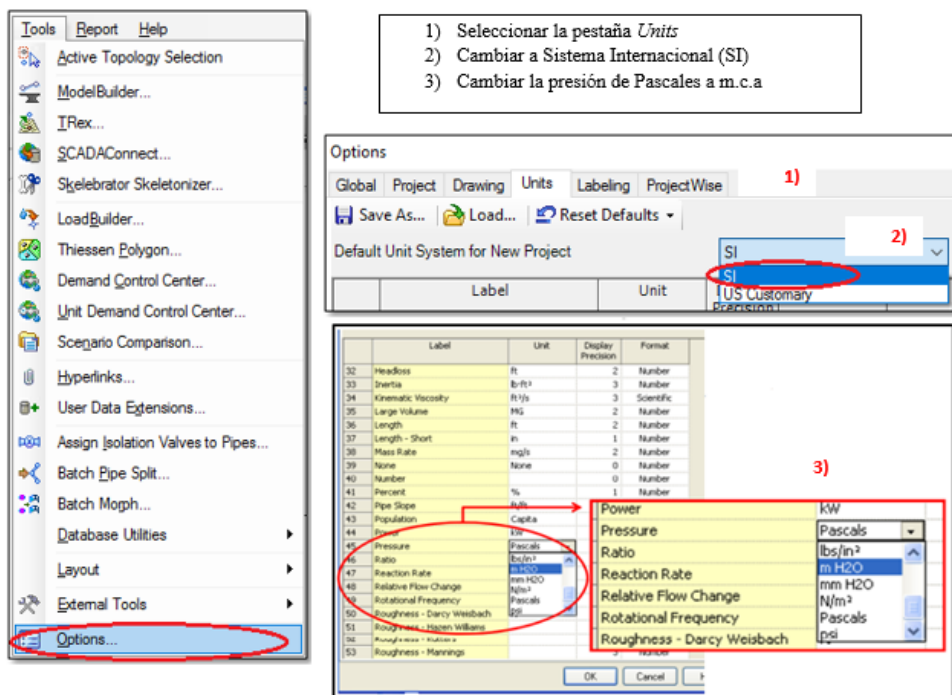 Tools Report Help
Active Topology Selection
ModelBuilder...
TRex...
SCADAConnect...
Skelebrator Skeletonizer...
LoadBuilder...
Thiessen Polygon...
Demand Control Center...
Unit Demand Control Center...
Scenario Comparison...
Hyperlinks...
User Data Extensions...
Assign Isolation Valves to Pipes...
Batch Pipe Split...
Batch Morph...
Database Utilities
Layout
External Tools
Options...
1) Seleccionar la pestaña Units
2) Cambiar a Sistema Internacional (SI)
3) Cambiar la presión de Pascales a m.c.a
Options
Global Project Drawing Units Labeling ProjectWise 1)
Save As... Load... Reset Defaults
2)
Default Unit System for New Project SI
SI
US Customary
Label Unit Precision
Label Unit Display Precision Format
32 Headloss ft 2 Number
33 Inertia lb·ft² 3 Number
34 Kinematic Viscosity ft²/s 3 Scientific
35 Large Volume MG 2 Number
36 Length ft 2 Number
37 Length - Short in 1 Number
38 Mass Rate mg/s 2 Number
39 None None 0 Number
40 Number 0 Number
41 Percent % 1 Number
42 Pipe Slope ft/ft
43 Population Capita
44 Power kW
45 Pressure Pascals
46 Ratio lbs/in²
47 Reaction Rate m H2O
48 Relative Flow Change mm H2O
49 Rotational Frequency N/m²
50 Roughness - Darcy Weisbach Pascals
51 Roughness - Hazen Williams psi
53 Roughness - Mannings 3 Number
3)
Power kW
Pressure Pascals
Ratio lbs/in²
Reaction Rate m H2O
Relative Flow Change mm H2O
Rotational Frequency N/m²
Roughness - Darcy Weisbach Pascals
psi
OK Cancel H